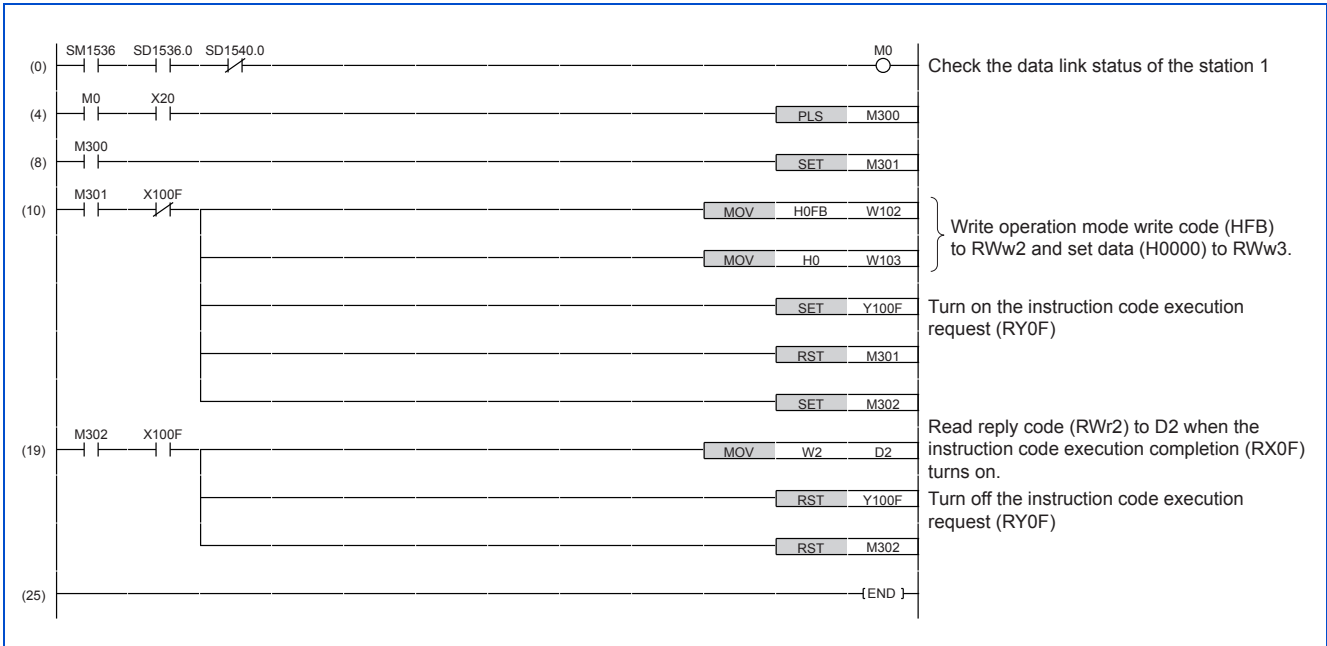 SM1536 SD1536.0 SD1540.0 M0
(0) Check the data link status of the station 1
M0 X20
(4) PLS M300
M300
(8) SET M301
M301 X100F
(10) MOV H0FB W102
Write operation mode write code (HFB)
to RWw2 and set data (H0000) to RWw3.
MOV H0 W103
SET Y100F Turn on the instruction code execution
request (RY0F)
RST M301
SET M302
M302 X100F
Read reply code (RWr2) to D2 when the
(19) MOV W2 D2 instruction code execution completion (RX0F)
turns on.
RST Y100F Turn off the instruction code execution
request (RY0F)
RST M302
(25) [END]